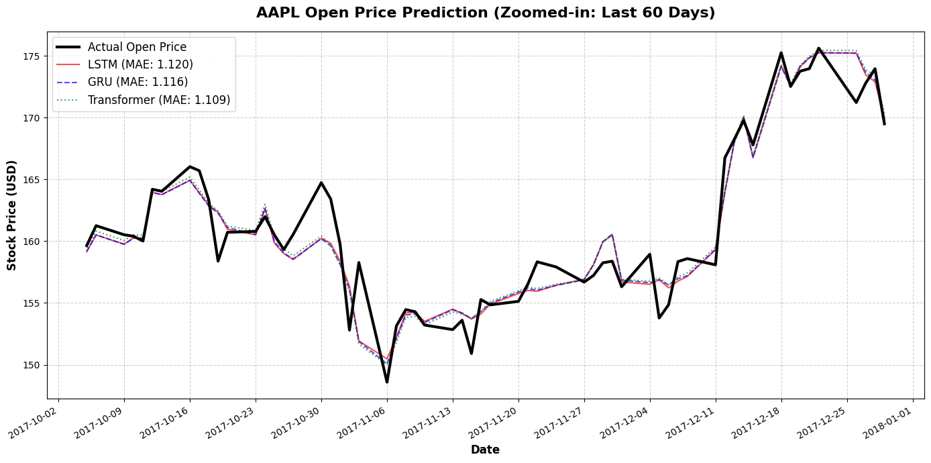 AAPL Open Price Prediction (Zoomed-in: Last 60 Days)
Actual Open Price
LSTM (MAE: 1.120)
GRU (MAE: 1.116)
Transformer (MAE: 1.109)
Stock Price (USD)
175
170
165
160
155
150
2017-10-02
2017-10-09
2017-10-16
2017-10-23
2017-10-30
2017-11-06
2017-11-13
2017-11-20
2017-11-27
2017-12-04
2017-12-11
2017-12-18
2017-12-25
2018-01-01
Date